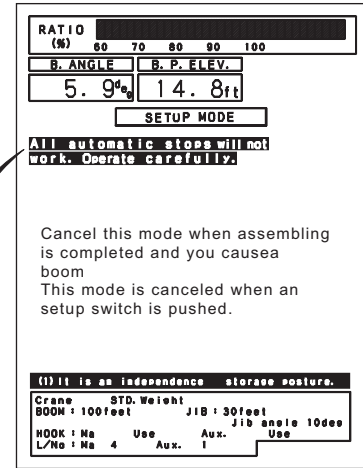 RATIO
(%) 60 70 80 90 100
B. ANGLE B. P. ELEV.
5. 9deg 14. 8ft
SETUP MODE
All automatic stops will not
work. Operate carefully.
Cancel this mode when assembling
is completed and you causea
boom
This mode is canceled when an
setup switch is pushed.
(1) It is an independence storage posture.
Crane STD. Weight
BOOM : 100feet JIB : 30feet
Jib angle 10deg
HOOK : Ma Use Aux. Use
L/No : Ma 4 Aux. 1